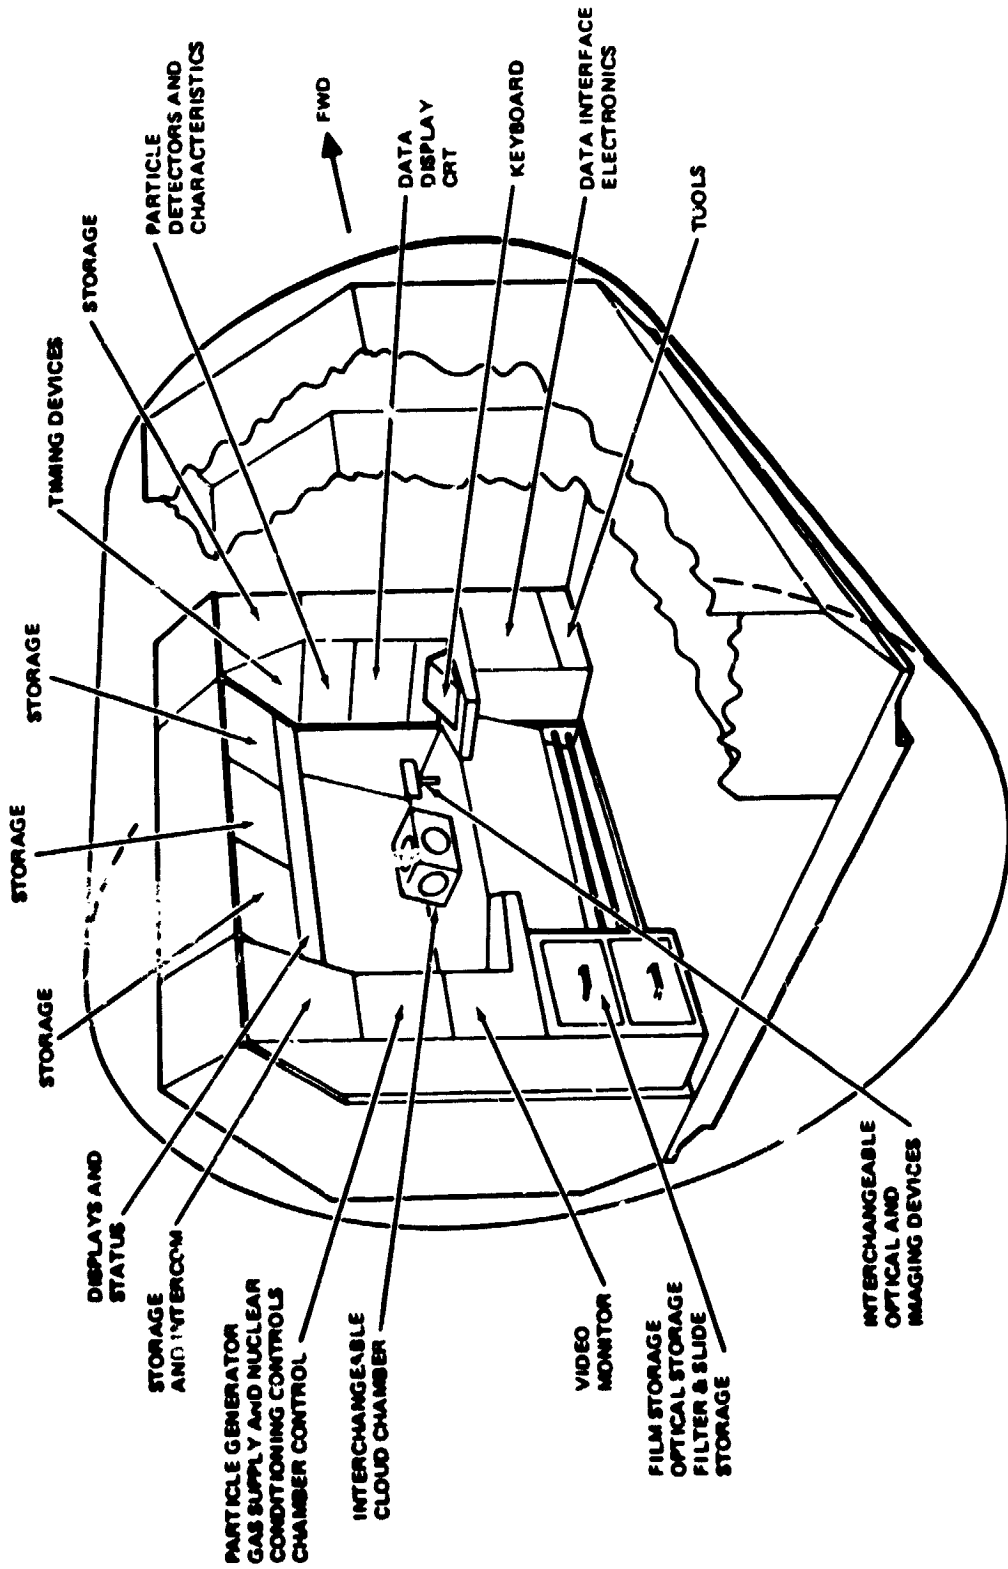 STORAGE
STORAGE
STORAGE
TIMING DEVICES
STORAGE
PARTICLE
DETECTORS AND
CHARACTERISTICS
FWD
DATA
DISPLAY
CRT
KEYBOARD
DATA INTERFACE
ELECTRONICS
TOOLS
DISPLAYS AND
STATUS
STORAGE
AND INTERCOM
PARTICLE GENERATOR
GAS SUPPLY AND NUCLEAR
CONDITIONING CONTROLS
CHAMBER CONTROL
INTERCHANGEABLE
CLOUD CHAMBER
VIDEO
MONITOR
FILM STORAGE
OPTICAL STORAGE
FILTER & SLIDE
STORAGE
INTERCHANGEABLE
OPTICAL AND
IMAGING DEVICES